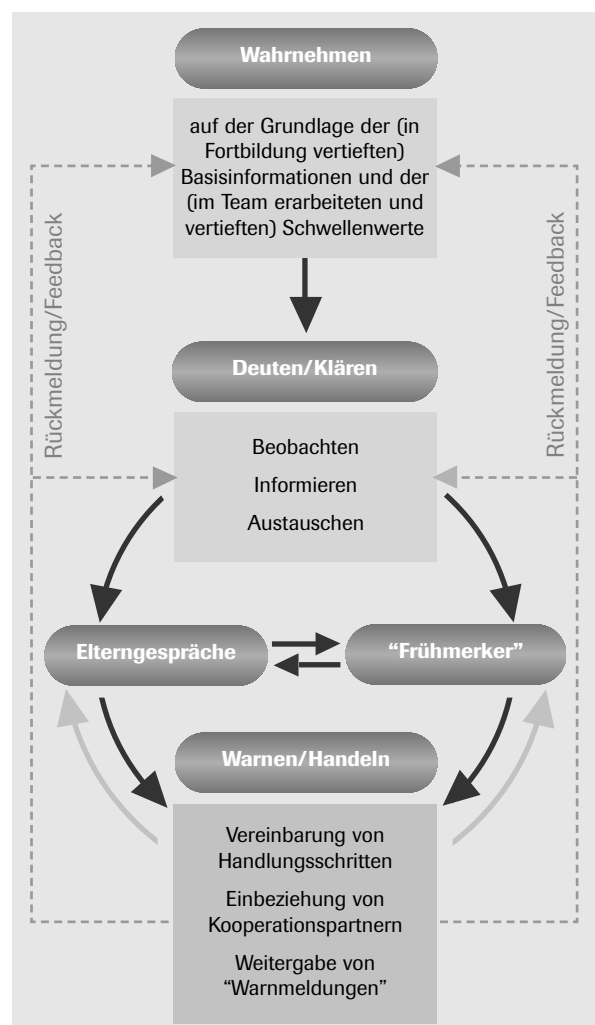 Wahrnehmen
auf der Grundlage der (in
Fortbildung vertieften)
Basisinformationen und der
(im Team erarbeiteten und
vertieften) Schwellenwerte
Rückmeldung/Feedback
Rückmeldung/Feedback
Deuten/Klären
Beobachten
Informieren
Austauschen
Elterngespräche
“Frühmerker”
Warnen/Handeln
Vereinbarung von
Handlungsschritten
Einbeziehung von
Kooperationspartnern
Weitergabe von
“Warnmeldungen”